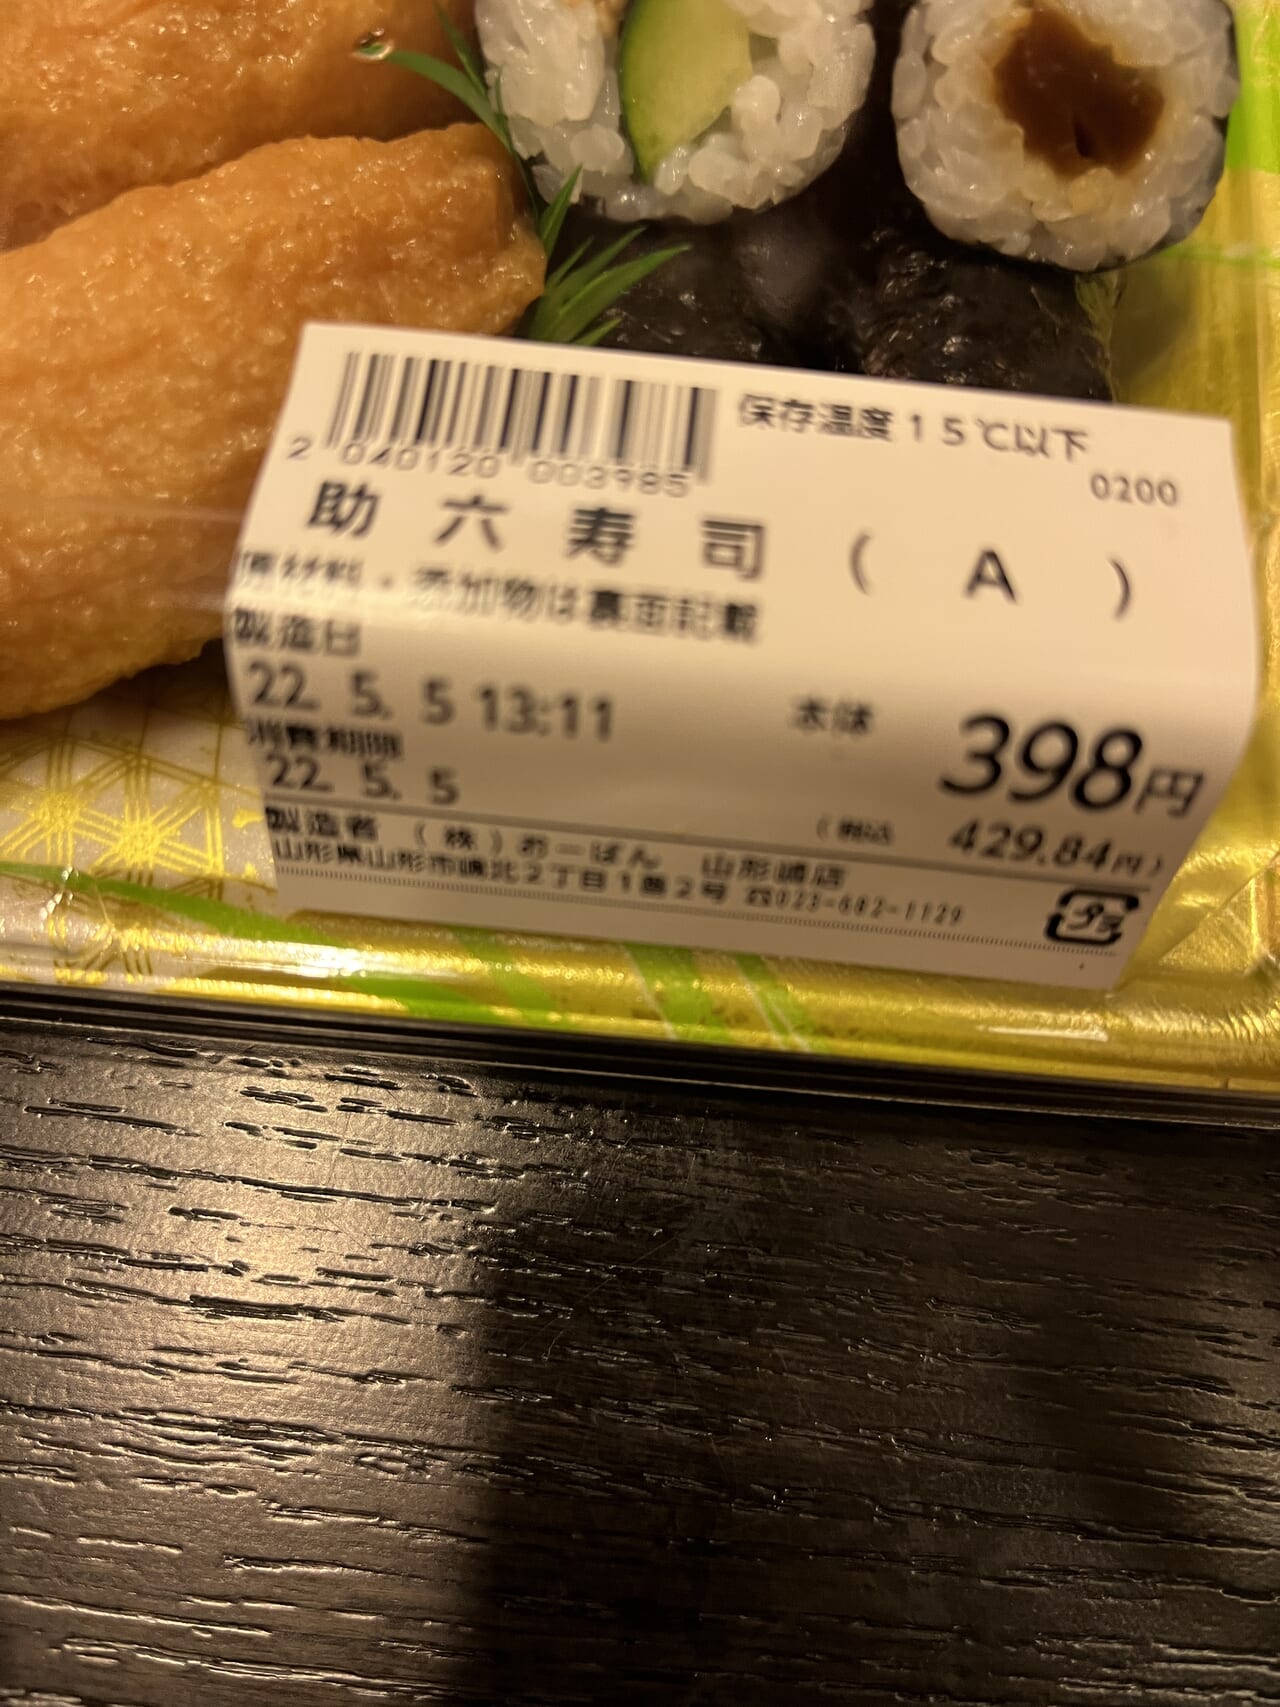 保存温度15℃以下
2 040120 003985
0200
助六寿司(A)
原材料・添加物は裏面記載
製造日
22. 5. 5 13:11
本体 398円
消費期限
22. 5. 5
(税込 429.84円)
製造者 (株)おーばん 山形嶋店
山形県山形市嶋北2丁目1番2号 ☎023-682-1129
プラ